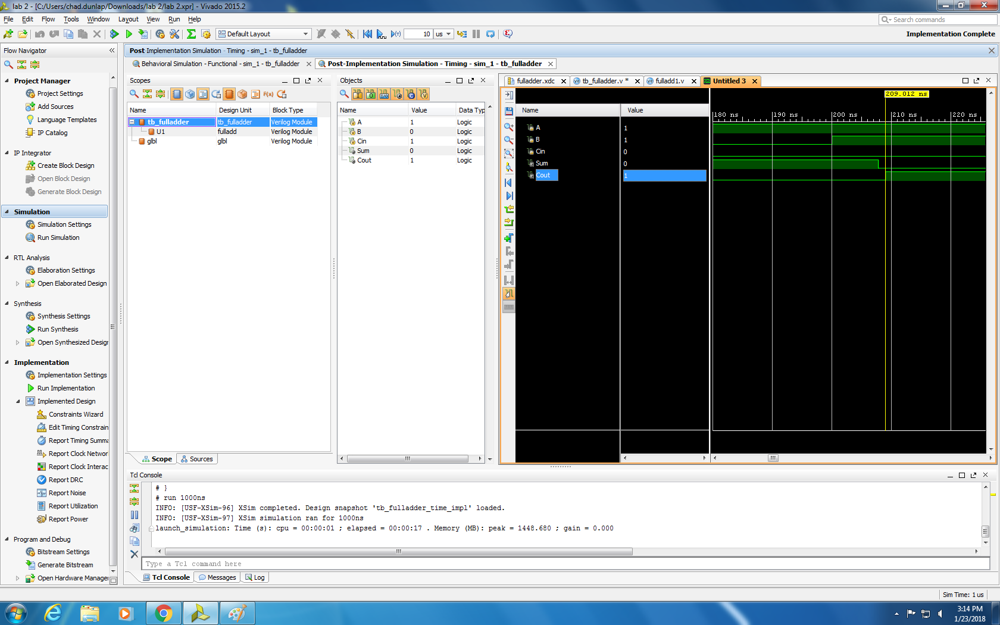 lab 2 - [C:/Users/chad.dunlap/Downloads/lab 2/lab 2.xpr] - Vivado 2015.2
File Edit Flow Tools Window Layout View Run Help
Search commands
Default Layout
10 us
Implementation Complete
Flow Navigator
Project Manager
Project Settings
Add Sources
Language Templates
IP Catalog
IP Integrator
Create Block Design
Open Block Design
Generate Block Design
Simulation
Simulation Settings
Run Simulation
RTL Analysis
Elaboration Settings
Open Elaborated Design
Synthesis
Synthesis Settings
Run Synthesis
Open Synthesized Design
Implementation
Implementation Settings
Run Implementation
Implemented Design
Constraints Wizard
Edit Timing Constrain
Report Timing Summa
Report Clock Networ
Report Clock Interac
Report DRC
Report Noise
Report Utilization
Report Power
Program and Debug
Bitstream Settings
Generate Bitstream
Open Hardware Manager
Post-Implementation Simulation - Timing - sim_1 - tb_fulladder
Behavioral Simulation - Functional - sim_1 - tb_fulladder
Post-Implementation Simulation - Timing - sim_1 - tb_fulladder
Scopes
F(x)
Name Design Unit Block Type
tb_fulladder tb_fulladder Verilog Module
U1 fulladd Verilog Module
glbl glbl Verilog Module
Scope Sources
Objects
Name Value Data Typ
A 1 Logic
B 0 Logic
Cin 1 Logic
Sum 0 Logic
Cout 1 Logic
fulladder.xdc tb_fulladder.v * fulladd1.v Untitled 3
209.012 ns
Name Value
180 ns 190 ns 200 ns 210 ns 220 ns
A 1
B 1
Cin 0
Sum 0
Cout 1
Tcl Console
# }
# run 1000ns
INFO: [USF-XSim-96] XSim completed. Design snapshot 'tb_fulladder_time_impl' loaded.
INFO: [USF-XSim-97] XSim simulation ran for 1000ns
launch_simulation: Time (s): cpu = 00:00:01 ; elapsed = 00:00:17 . Memory (MB): peak = 1448.680 ; gain = 0.000
Type a Tcl command here
Tcl Console Messages Log
Sim Time: 1 us
3:14 PM
1/23/2018